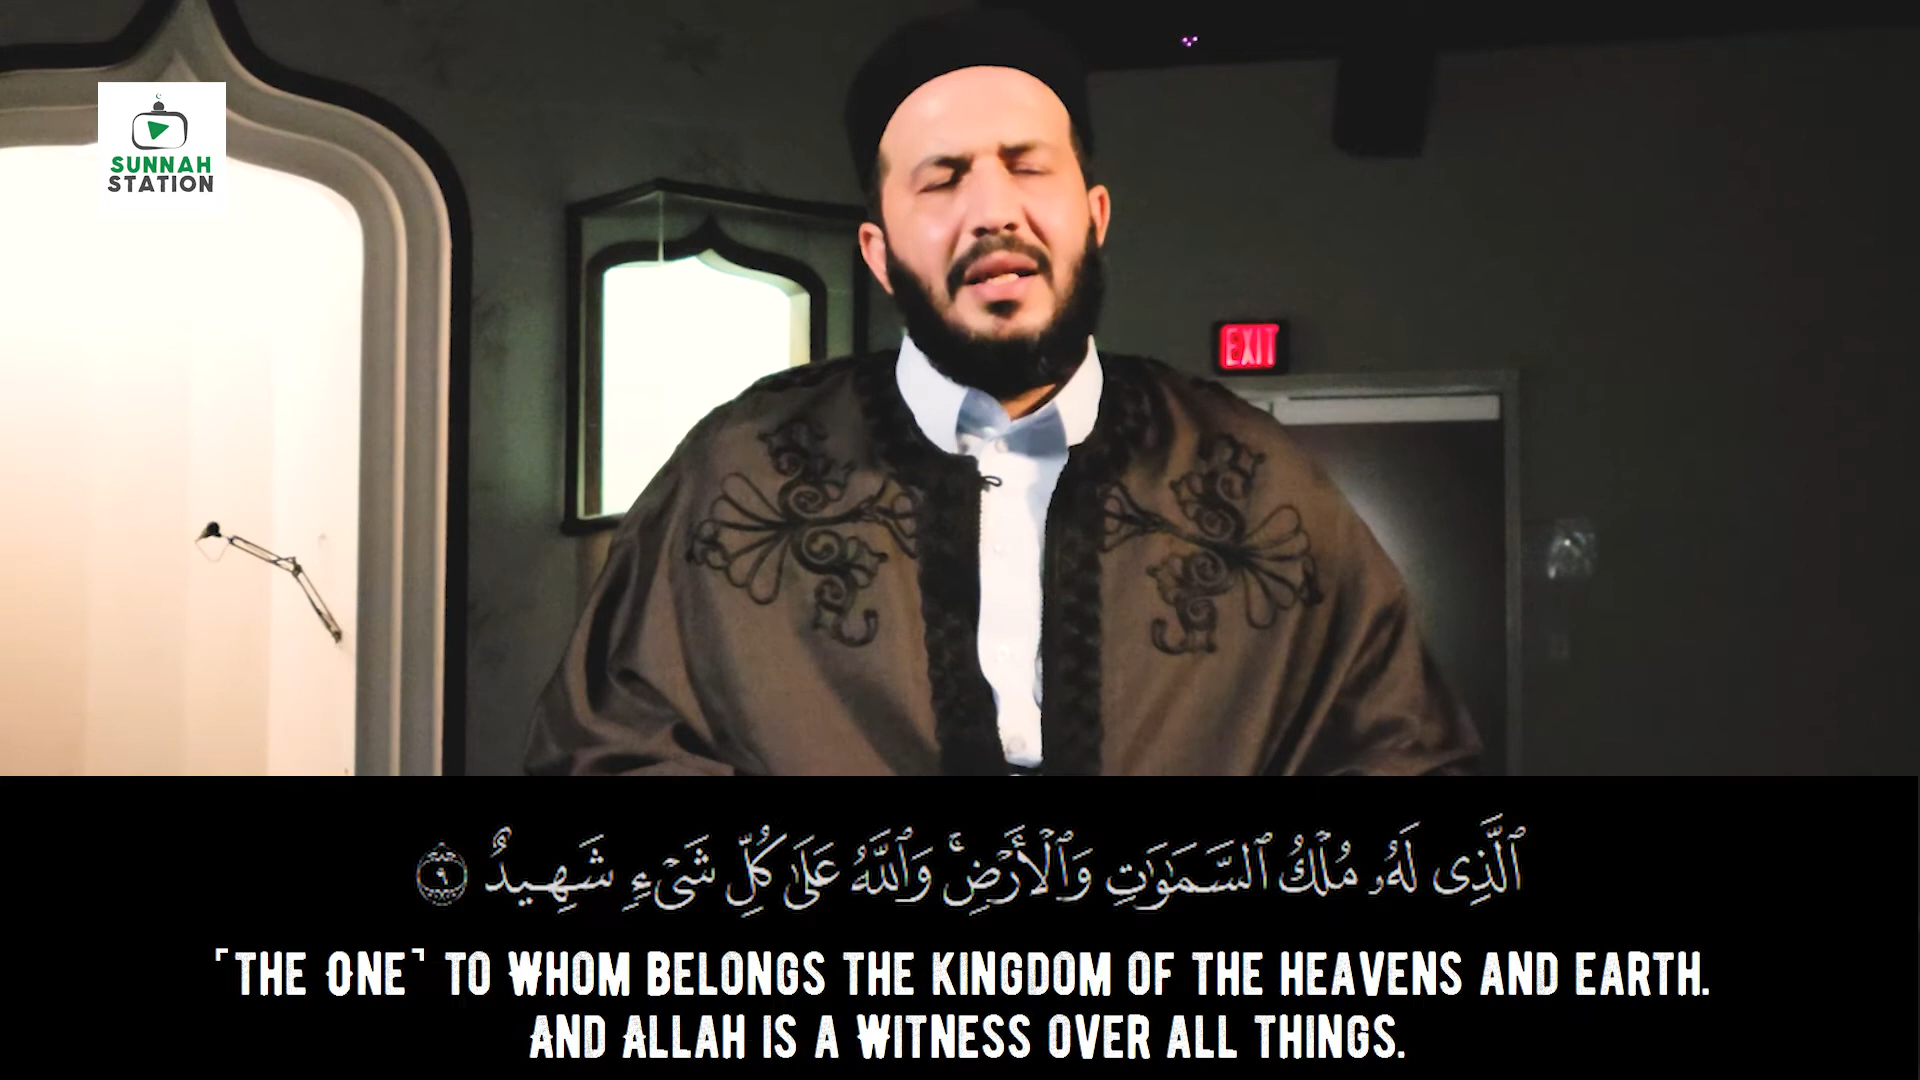 SUNNAH
STATION
EXIT
ٱلَّذِى لَهُۥ مُلْكُ ٱلسَّمَـٰوَٰتِ وَٱلْأَرْضِ ۚ وَٱللَّهُ عَلَىٰ كُلِّ شَىْءٍ شَهِيدٌ ٩
⌜THE ONE⌝ TO WHOM BELONGS THE KINGDOM OF THE HEAVENS AND EARTH.
AND ALLAH IS A WITNESS OVER ALL THINGS.